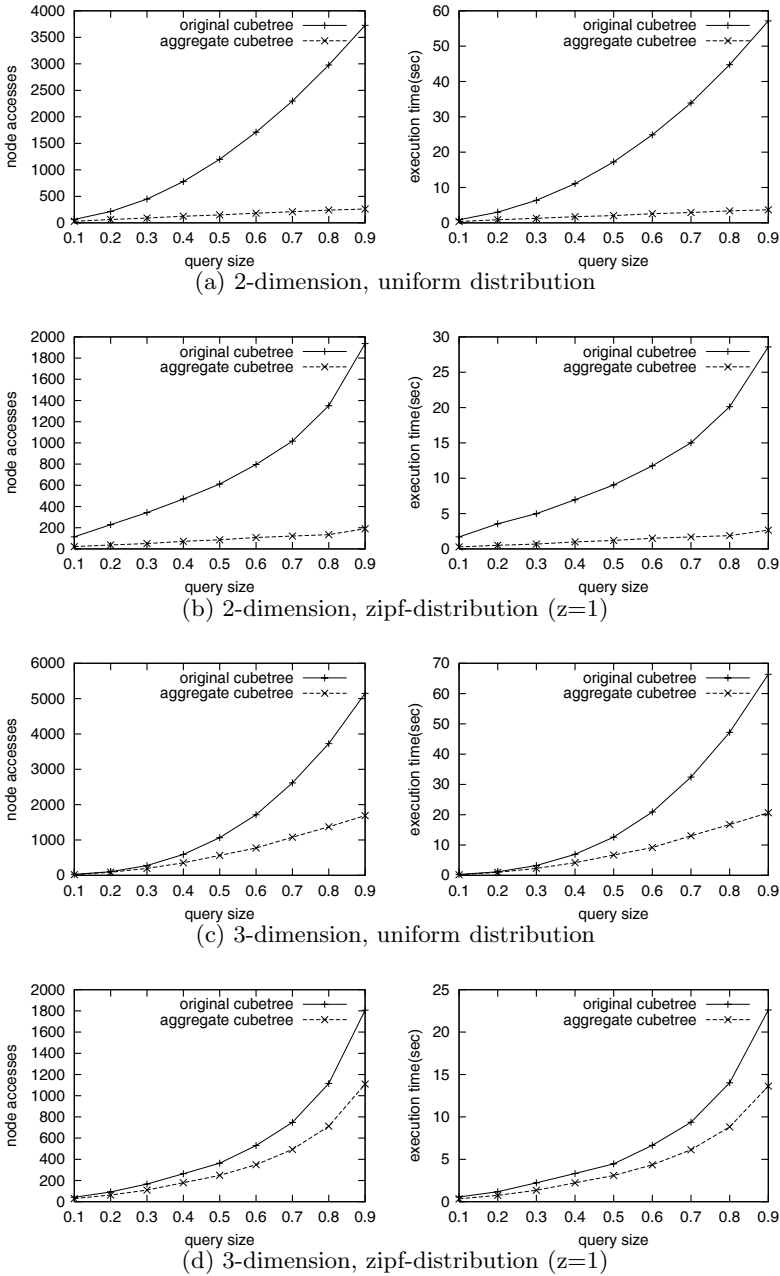 4000
3500
3000
2500
2000
1500
1000
500
0
node accesses
original cubetree
aggregate cubetree
0.1 0.2 0.3 0.4 0.5 0.6 0.7 0.8 0.9
query size
60
50
40
30
20
10
0
execution time(sec)
original cubetree
aggregate cubetree
0.1 0.2 0.3 0.4 0.5 0.6 0.7 0.8 0.9
query size
(a) 2-dimension, uniform distribution
2000
1800
1600
1400
1200
1000
800
600
400
200
0
node accesses
original cubetree
aggregate cubetree
0.1 0.2 0.3 0.4 0.5 0.6 0.7 0.8 0.9
query size
30
25
20
15
10
5
0
execution time(sec)
original cubetree
aggregate cubetree
0.1 0.2 0.3 0.4 0.5 0.6 0.7 0.8 0.9
query size
(b) 2-dimension, zipf-distribution (z=1)
6000
5000
4000
3000
2000
1000
0
node accesses
original cubetree
aggregate cubetree
0.1 0.2 0.3 0.4 0.5 0.6 0.7 0.8 0.9
query size
70
60
50
40
30
20
10
0
execution time(sec)
original cubetree
aggregate cubetree
0.1 0.2 0.3 0.4 0.5 0.6 0.7 0.8 0.9
query size
(c) 3-dimension, uniform distribution
2000
1800
1600
1400
1200
1000
800
600
400
200
0
node accesses
original cubetree
aggregate cubetree
0.1 0.2 0.3 0.4 0.5 0.6 0.7 0.8 0.9
query size
25
20
15
10
5
0
execution time(sec)
original cubetree
aggregate cubetree
0.1 0.2 0.3 0.4 0.5 0.6 0.7 0.8 0.9
query size
(d) 3-dimension, zipf-distribution (z=1)